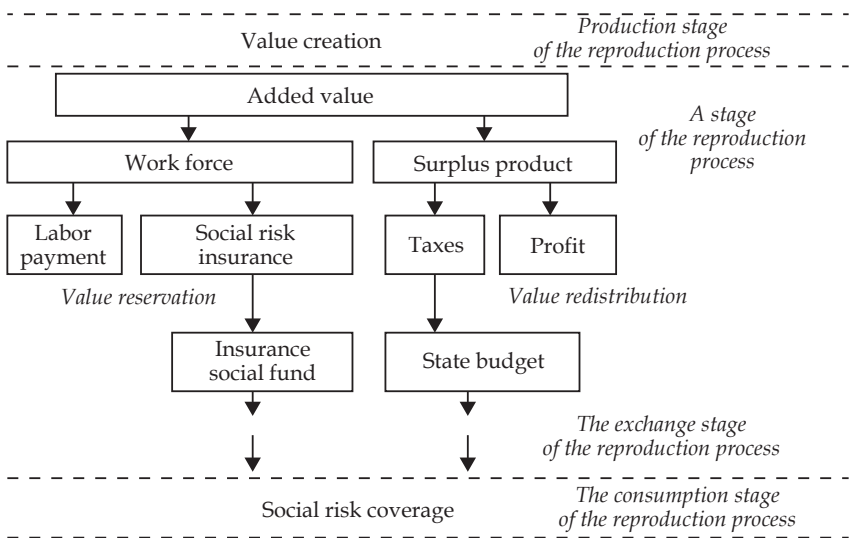 Value creation
Production stage
of the reproduction process
Added value
A stage
of the reproduction
process
Work force
Surplus product
Labor
payment
Social risk
insurance
Taxes
Profit
Value reservation
Value redistribution
Insurance
social fund
State budget
The exchange stage
of the reproduction process
Social risk coverage
The consumption stage
of the reproduction process